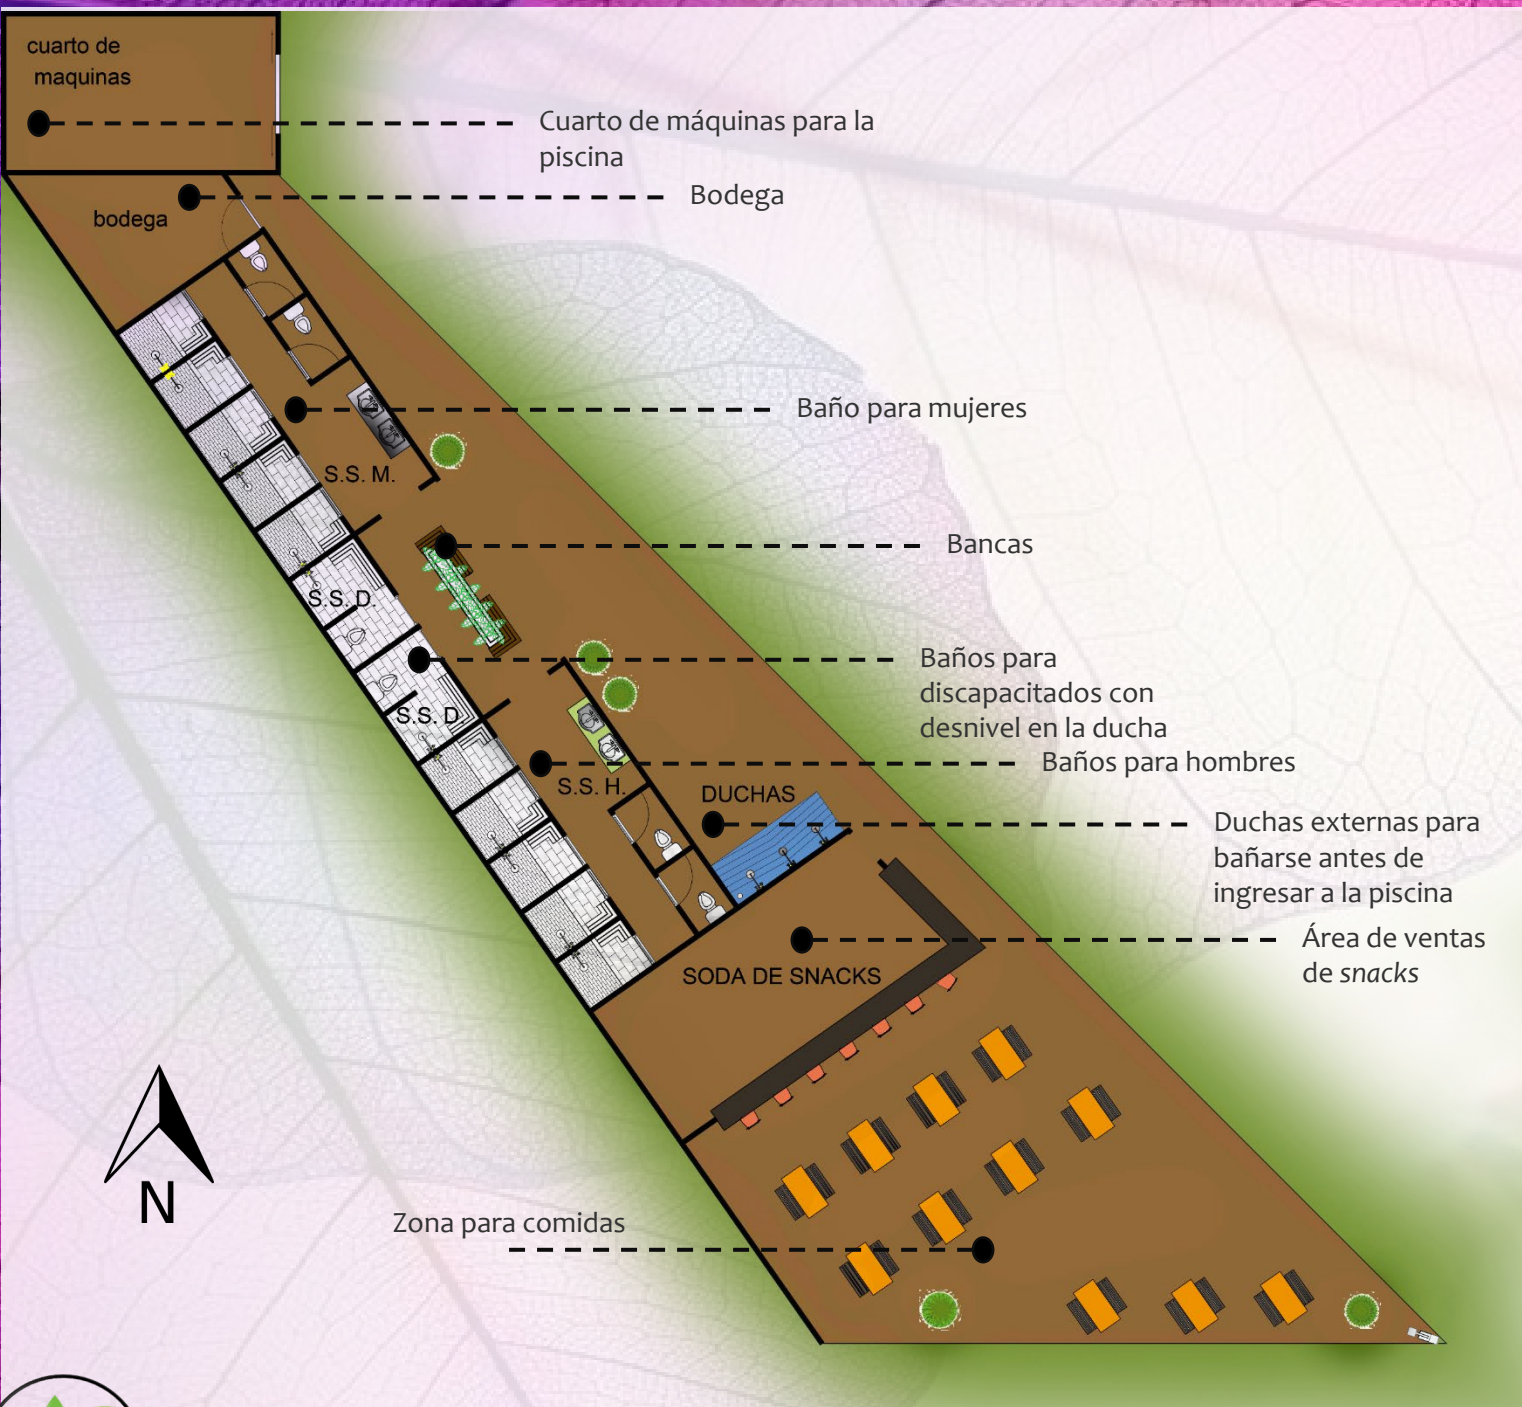 cuarto de
maquinas
Cuarto de máquinas para la
piscina
Bodega
bodega
Baño para mujeres
S.S. M.
Bancas
S.S. D.
Baños para
discapacitados con
desnivel en la ducha
S.S. D.
Baños para hombres
S.S. H.
DUCHAS
Duchas externas para
bañarse antes de
ingresar a la piscina
Área de ventas
de snacks
SODA DE SNACKS
N
Zona para comidas